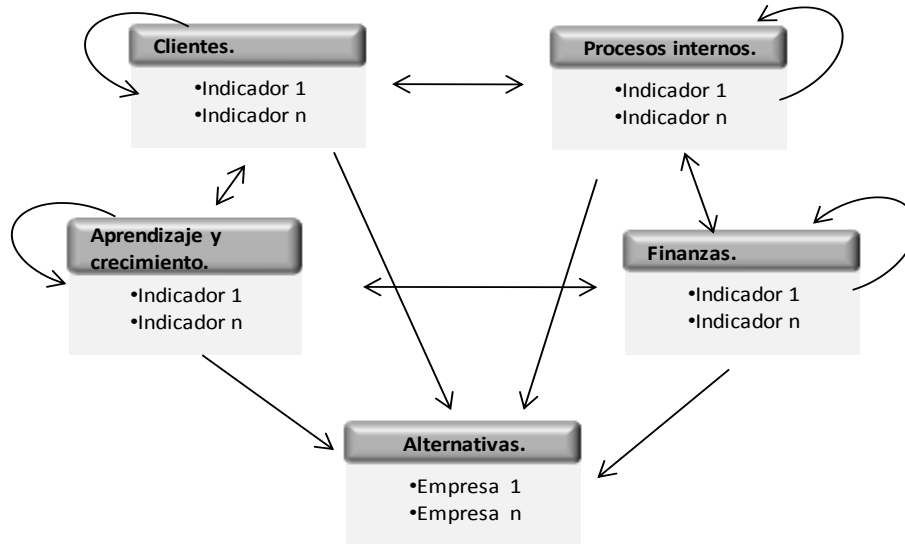 Clientes.
•Indicador 1
•Indicador n
Procesos internos.
•Indicador 1
•Indicador n
Aprendizaje y
crecimiento.
•Indicador 1
•Indicador n
Finanzas.
•Indicador 1
•Indicador n
Alternativas.
•Empresa 1
•Empresa n